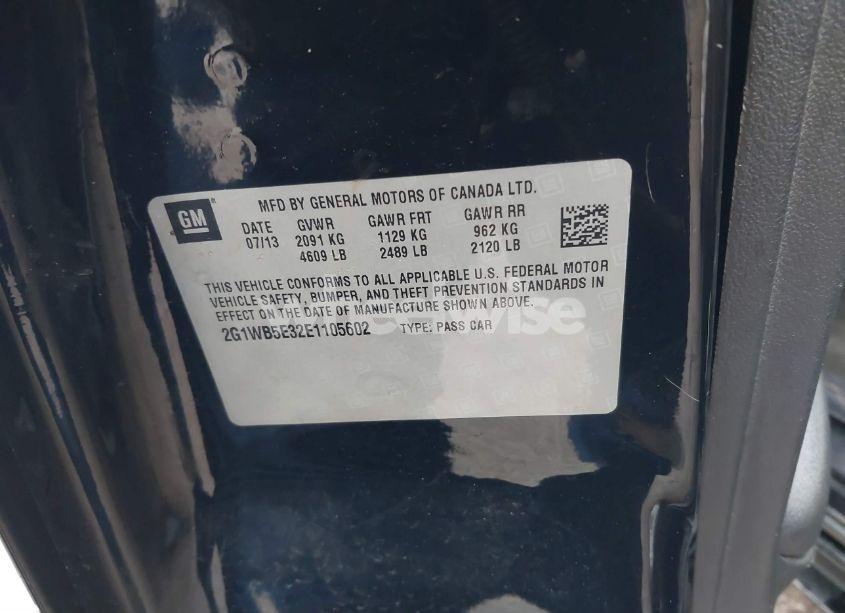 GM
MFD BY GENERAL MOTORS OF CANADA LTD.
DATE GVWR GAWR FRT GAWR RR
07/13 2091 KG 1129 KG 962 KG
4609 LB 2489 LB 2120 LB
THIS VEHICLE CONFORMS TO ALL APPLICABLE U.S. FEDERAL MOTOR
VEHICLE SAFETY, BUMPER, AND THEFT PREVENTION STANDARDS IN
EFFECT ON THE DATE OF MANUFACTURE SHOWN ABOVE.
2G1WB5E32E1105602 TYPE: PASS CAR